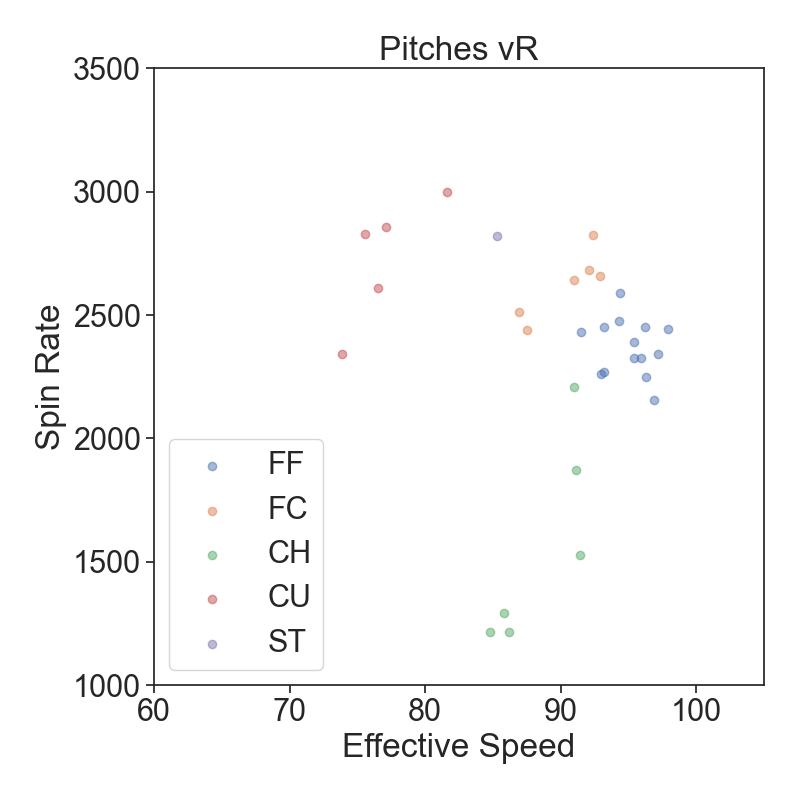 Pitches vR
3500
3000
2500
2000
1500
1000
Spin Rate
FF
FC
CH
CU
ST
60 70 80 90 100
Effective Speed